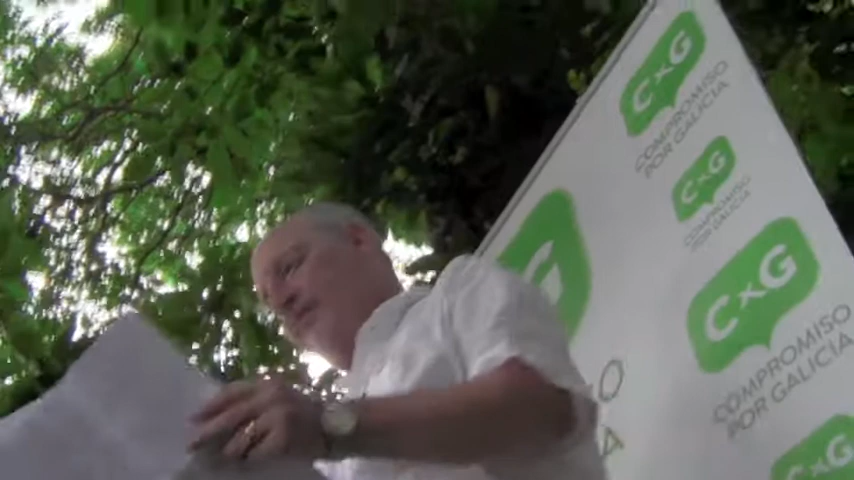 CxG
COMPROMISO
POR GALICIA
CxG
COMPROMISO
POR GALICIA
CxG
COMPROMISO
POR GALICIA
CxG
C
O
A